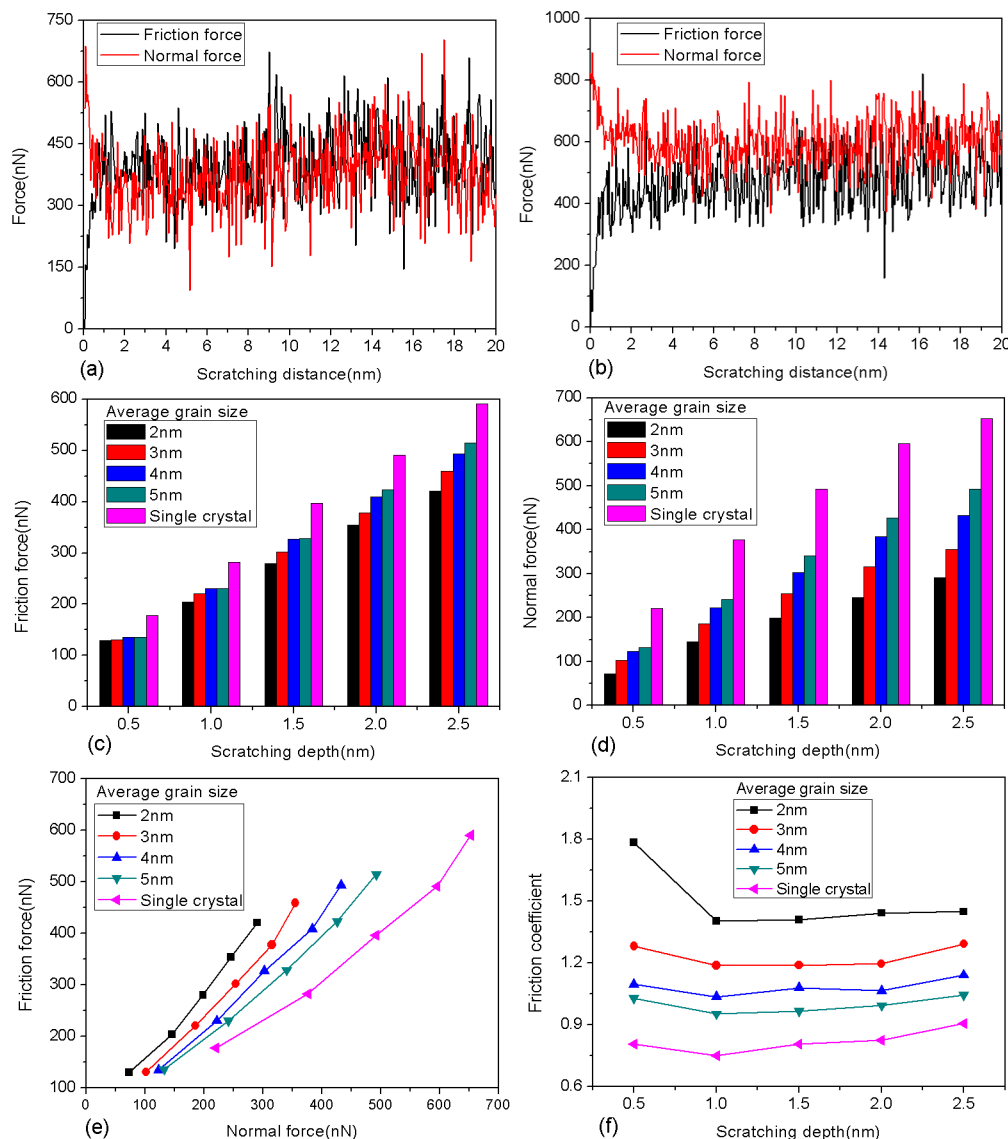 750
600
450
300
150
0
Force(nN)
Friction force
Normal force
0 2 4 6 8 10 12 14 16 18 20
(a)
Scratching distance(nm)
1000
800
600
400
200
0
Force(nN)
Friction force
Normal force
0 2 4 6 8 10 12 14 16 18 20
(b)
Scratching distance(nm)
600
500
400
300
200
100
0
Friction force(nN)
Average grain size
2nm
3nm
4nm
5nm
Single crystal
0.5 1.0 1.5 2.0 2.5
(c)
Scratching depth(nm)
700
600
500
400
300
200
100
0
Normal force(nN)
Average grain size
2nm
3nm
4nm
5nm
Single crystal
0.5 1.0 1.5 2.0 2.5
(d)
Scratching depth(nm)
700
600
500
400
300
200
100
Friction force(nN)
Average grain size
2nm
3nm
4nm
5nm
Single crystal
0 100 200 300 400 500 600 700
(e)
Normal force(nN)
2.1
1.8
1.5
1.2
0.9
0.6
Friction coefficient
Average grain size
2nm
3nm
4nm
5nm
Single crystal
0.5 1.0 1.5 2.0 2.5
Scratching depth(nm)
(f)